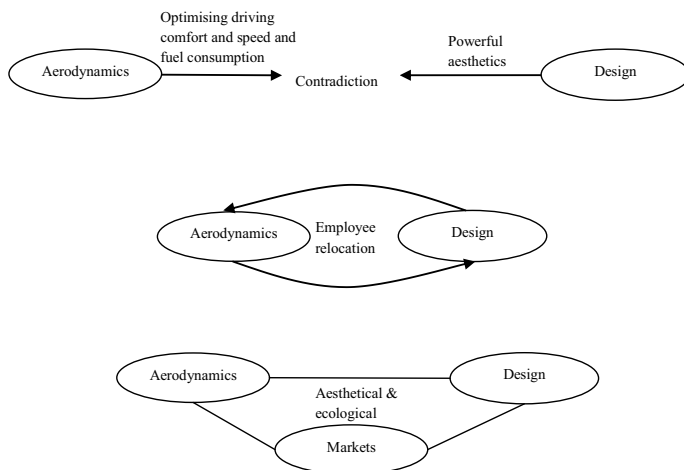 Optimising driving
comfort and speed and
fuel consumption
Aerodynamics
Contradiction
Powerful
aesthetics
Design
Aerodynamics
Employee
relocation
Design
Aerodynamics
Design
Aesthetical &
ecological
Markets